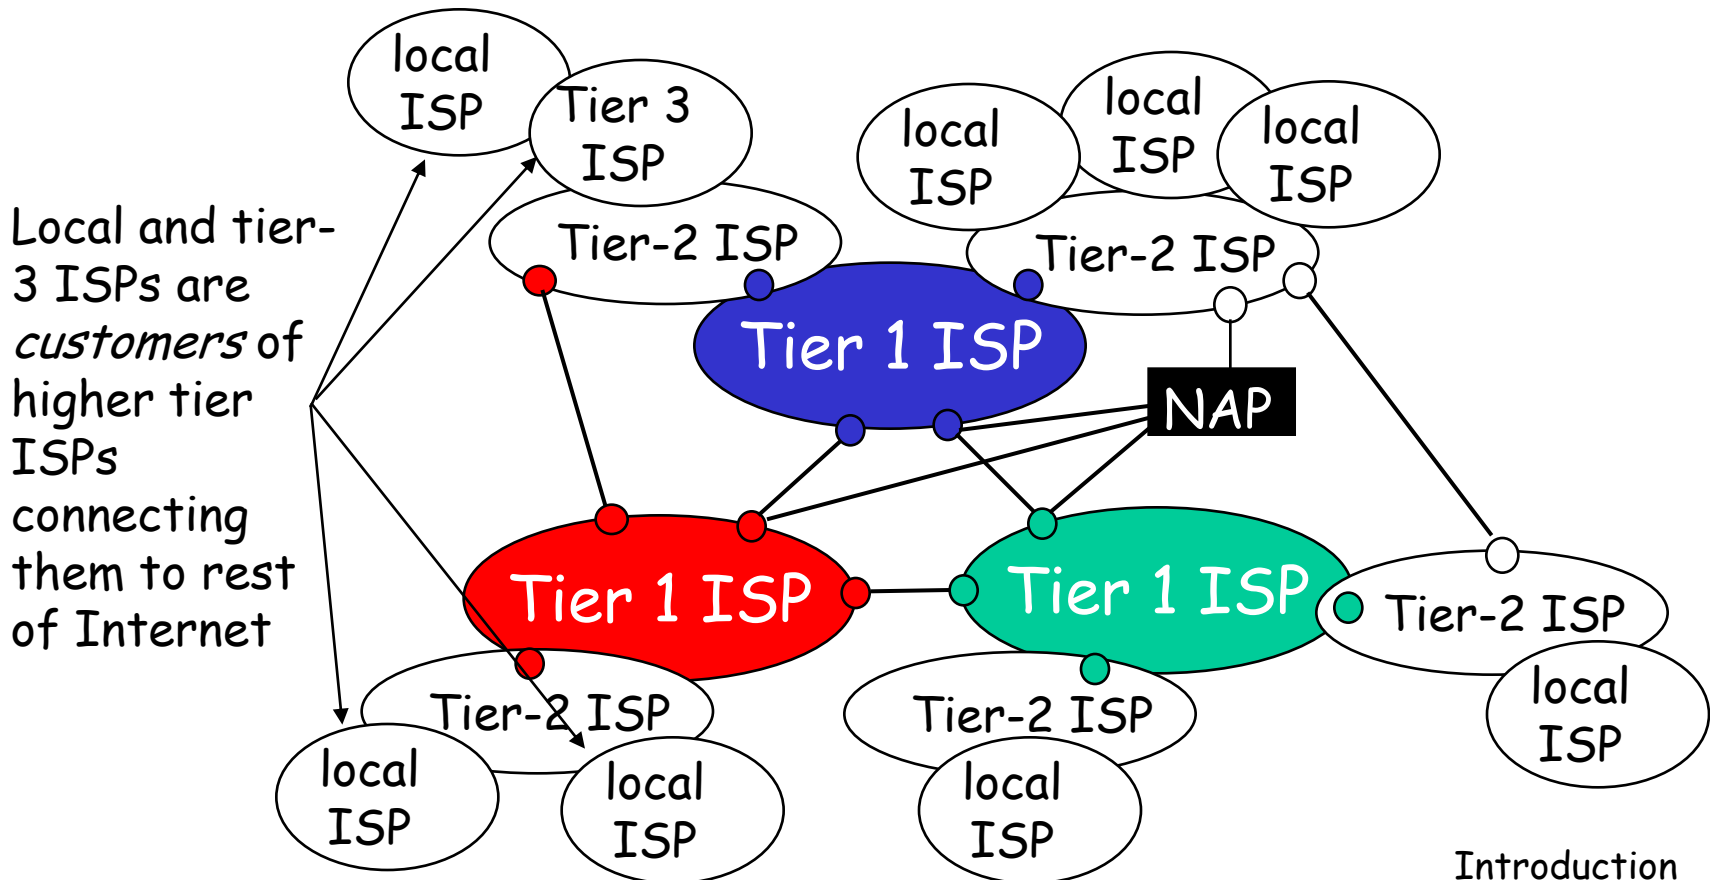 local
ISP
Tier 3
ISP
local
ISP
local
ISP
local
ISP
Local and tier-
3 ISPs are
customers of
higher tier
ISPs
connecting
them to rest
of Internet
Tier-2 ISP
Tier-2 ISP
Tier 1 ISP
NAP
Tier 1 ISP
Tier 1 ISP
Tier-2 ISP
Tier-2 ISP
Tier-2 ISP
local
ISP
local
ISP
local
ISP
local
ISP
Introduction